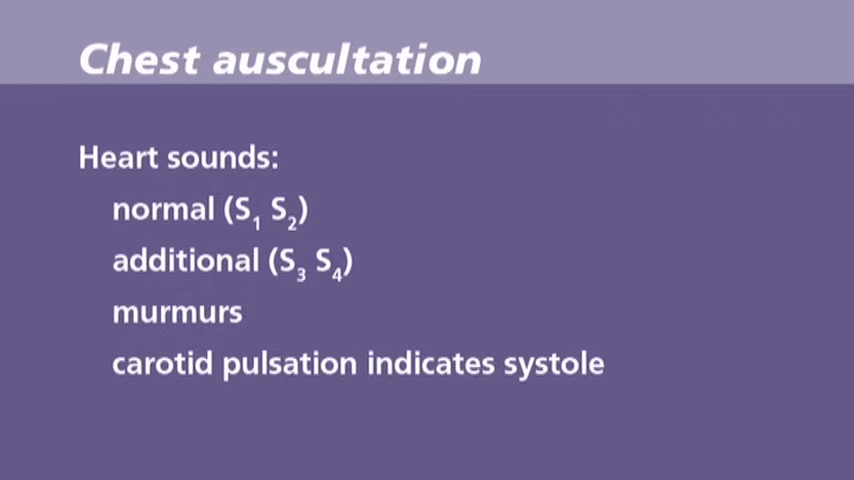 Chest auscultation
Heart sounds:
normal (S₁ S₂)
additional (S₃ S₄)
murmurs
carotid pulsation indicates systole